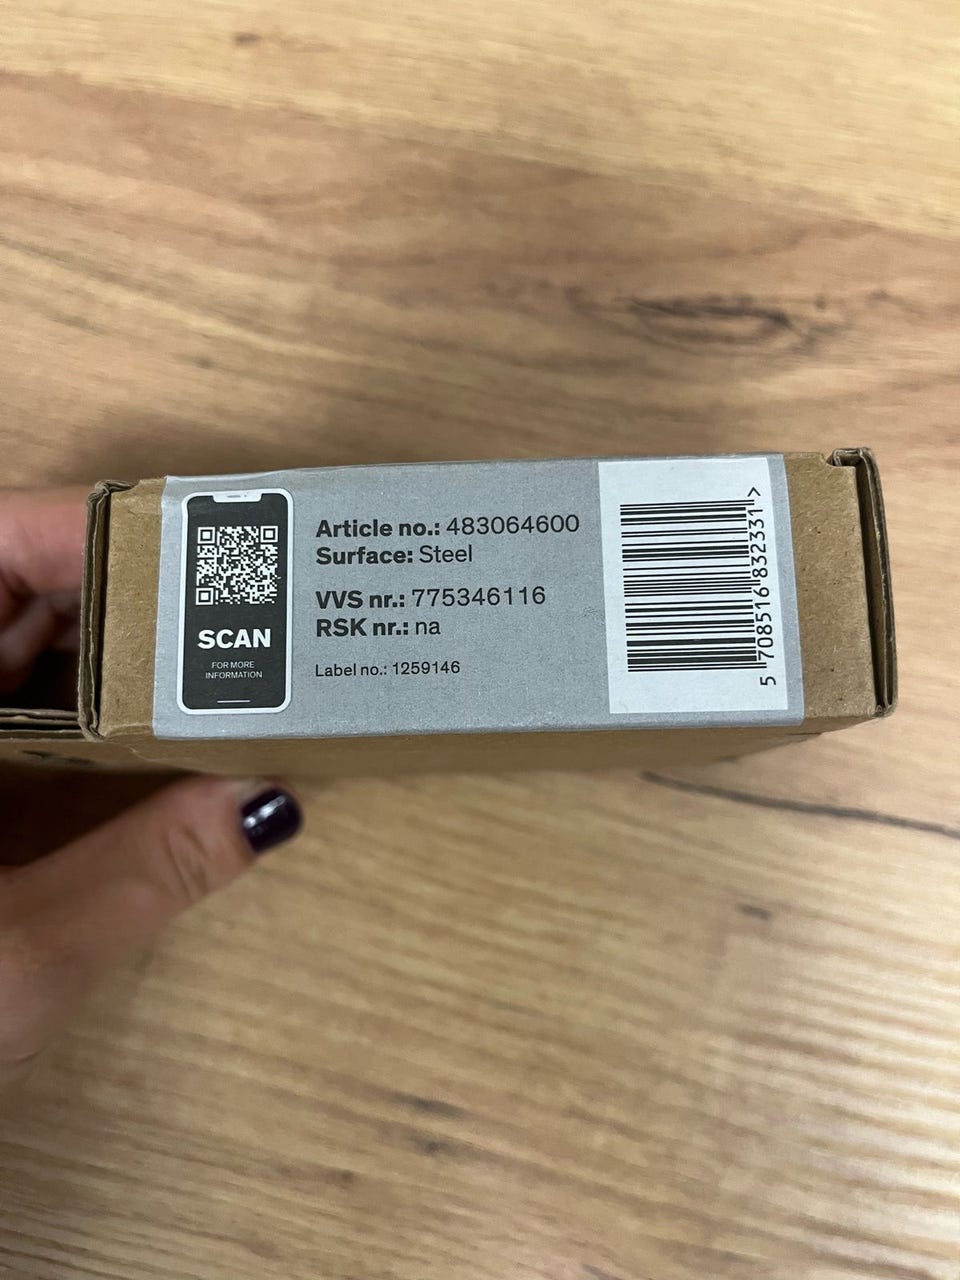 SCAN
FOR MORE
INFORMATION
Article no.: 483064600
Surface: Steel
VVS nr.: 775346116
RSK nr.: na
Label no.: 1259146
5 708516 832331 >